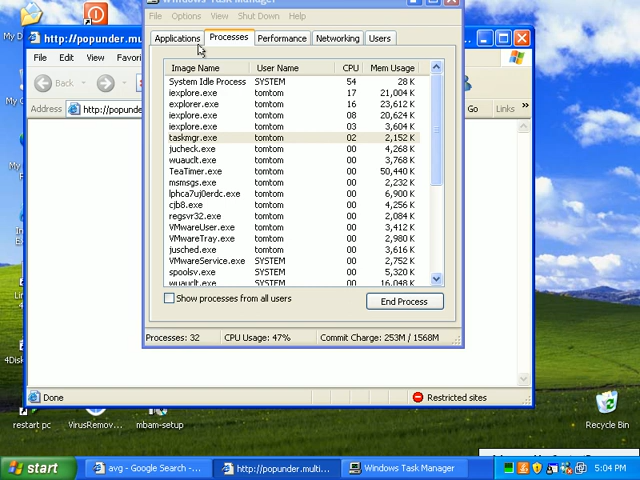 Windows Task Manager
File Options View Shut Down Help
http://popunder.mul
File Edit View Favori
Back
Address http://popunder
Go Links »
Applications Processes Performance Networking Users
Image Name User Name CPU Mem Usage
System Idle Process SYSTEM 54 28 K
iexplore.exe tomtom 17 21,004 K
explorer.exe tomtom 16 23,612 K
iexplore.exe tomtom 08 20,624 K
iexplore.exe tomtom 03 3,604 K
taskmgr.exe tomtom 02 2,152 K
jucheck.exe tomtom 00 4,268 K
wuauclt.exe tomtom 00 3,768 K
TeaTimer.exe tomtom 00 50,440 K
msmsgs.exe tomtom 00 2,232 K
lphca7uj0erdc.exe tomtom 00 6,900 K
cjb8.exe tomtom 00 4,256 K
regsvr32.exe tomtom 00 2,084 K
VMwareUser.exe tomtom 00 3,412 K
VMwareTray.exe tomtom 00 2,980 K
jusched.exe tomtom 00 3,616 K
VMwareService.exe SYSTEM 00 2,752 K
spoolsv.exe SYSTEM 00 5,320 K
wuauclt.exe SYSTEM 00 16,048 K
Show processes from all users
End Process
Processes: 32 CPU Usage: 47% Commit Charge: 253M / 1568M
Done Restricted sites
4Disk
restart pc VirusRemov... mbam-setup
Recycle Bin
start avg - Google Search -... http://popunder.multi... Windows Task Manager 5:04 PM